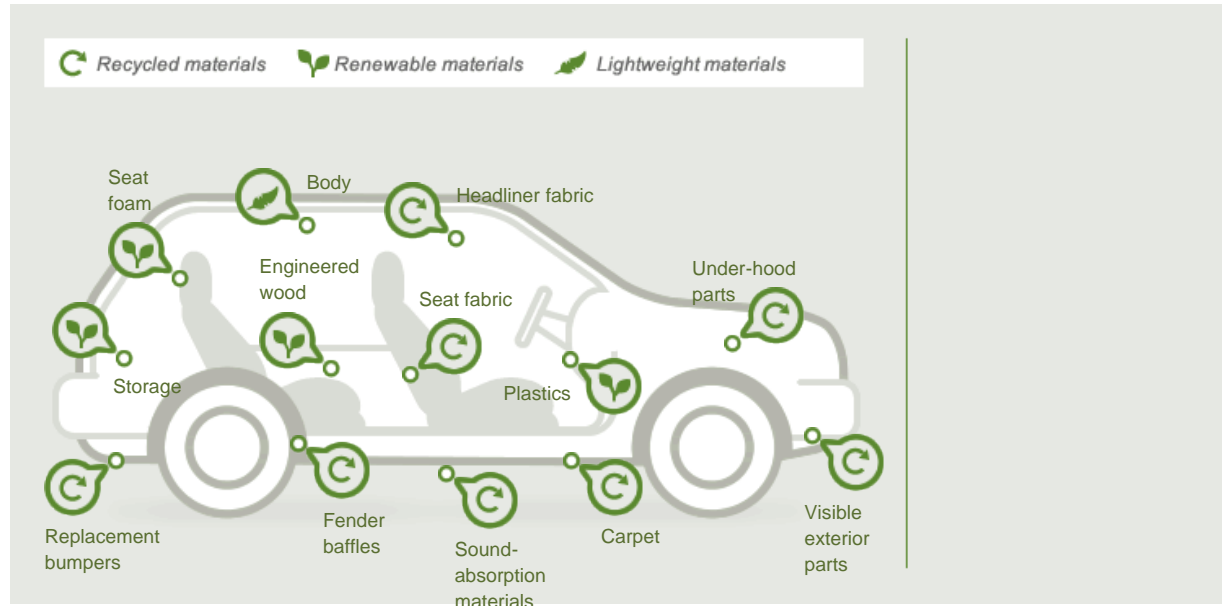 Recycled materials
Renewable materials
Lightweight materials
Seat
foam
Body
Headliner fabric
Engineered
wood
Seat fabric
Under-hood
parts
Storage
Plastics
Replacement
bumpers
Fender
baffles
Sound-
absorption
materials
Carpet
Visible
exterior
parts